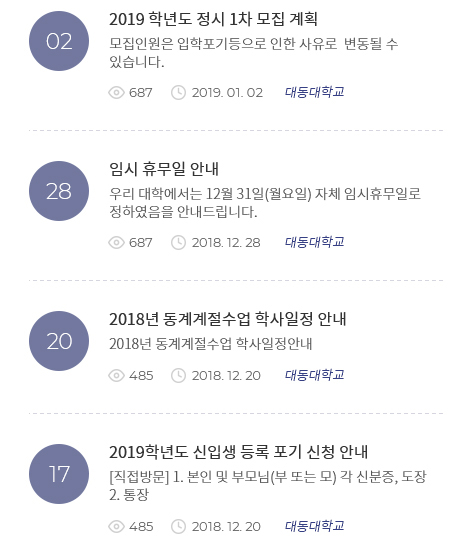 02
2019 학년도 정시 1차 모집 계획
모집인원은 입학포기등으로 인한 사유로 변동될 수
있습니다.
687 2019. 01. 02 대동대학교
28
임시 휴무일 안내
우리 대학에서는 12월 31일(월요일) 자체 임시휴무일로
정하였음을 안내드립니다.
687 2018. 12. 28 대동대학교
20
2018년 동계계절수업 학사일정 안내
2018년 동계계절수업 학사일정안내
485 2018. 12. 20 대동대학교
17
2019학년도 신입생 등록 포기 신청 안내
[직접방문] 1. 본인 및 부모님(부 또는 모) 각 신분증, 도장
2. 통장
485 2018. 12. 20 대동대학교